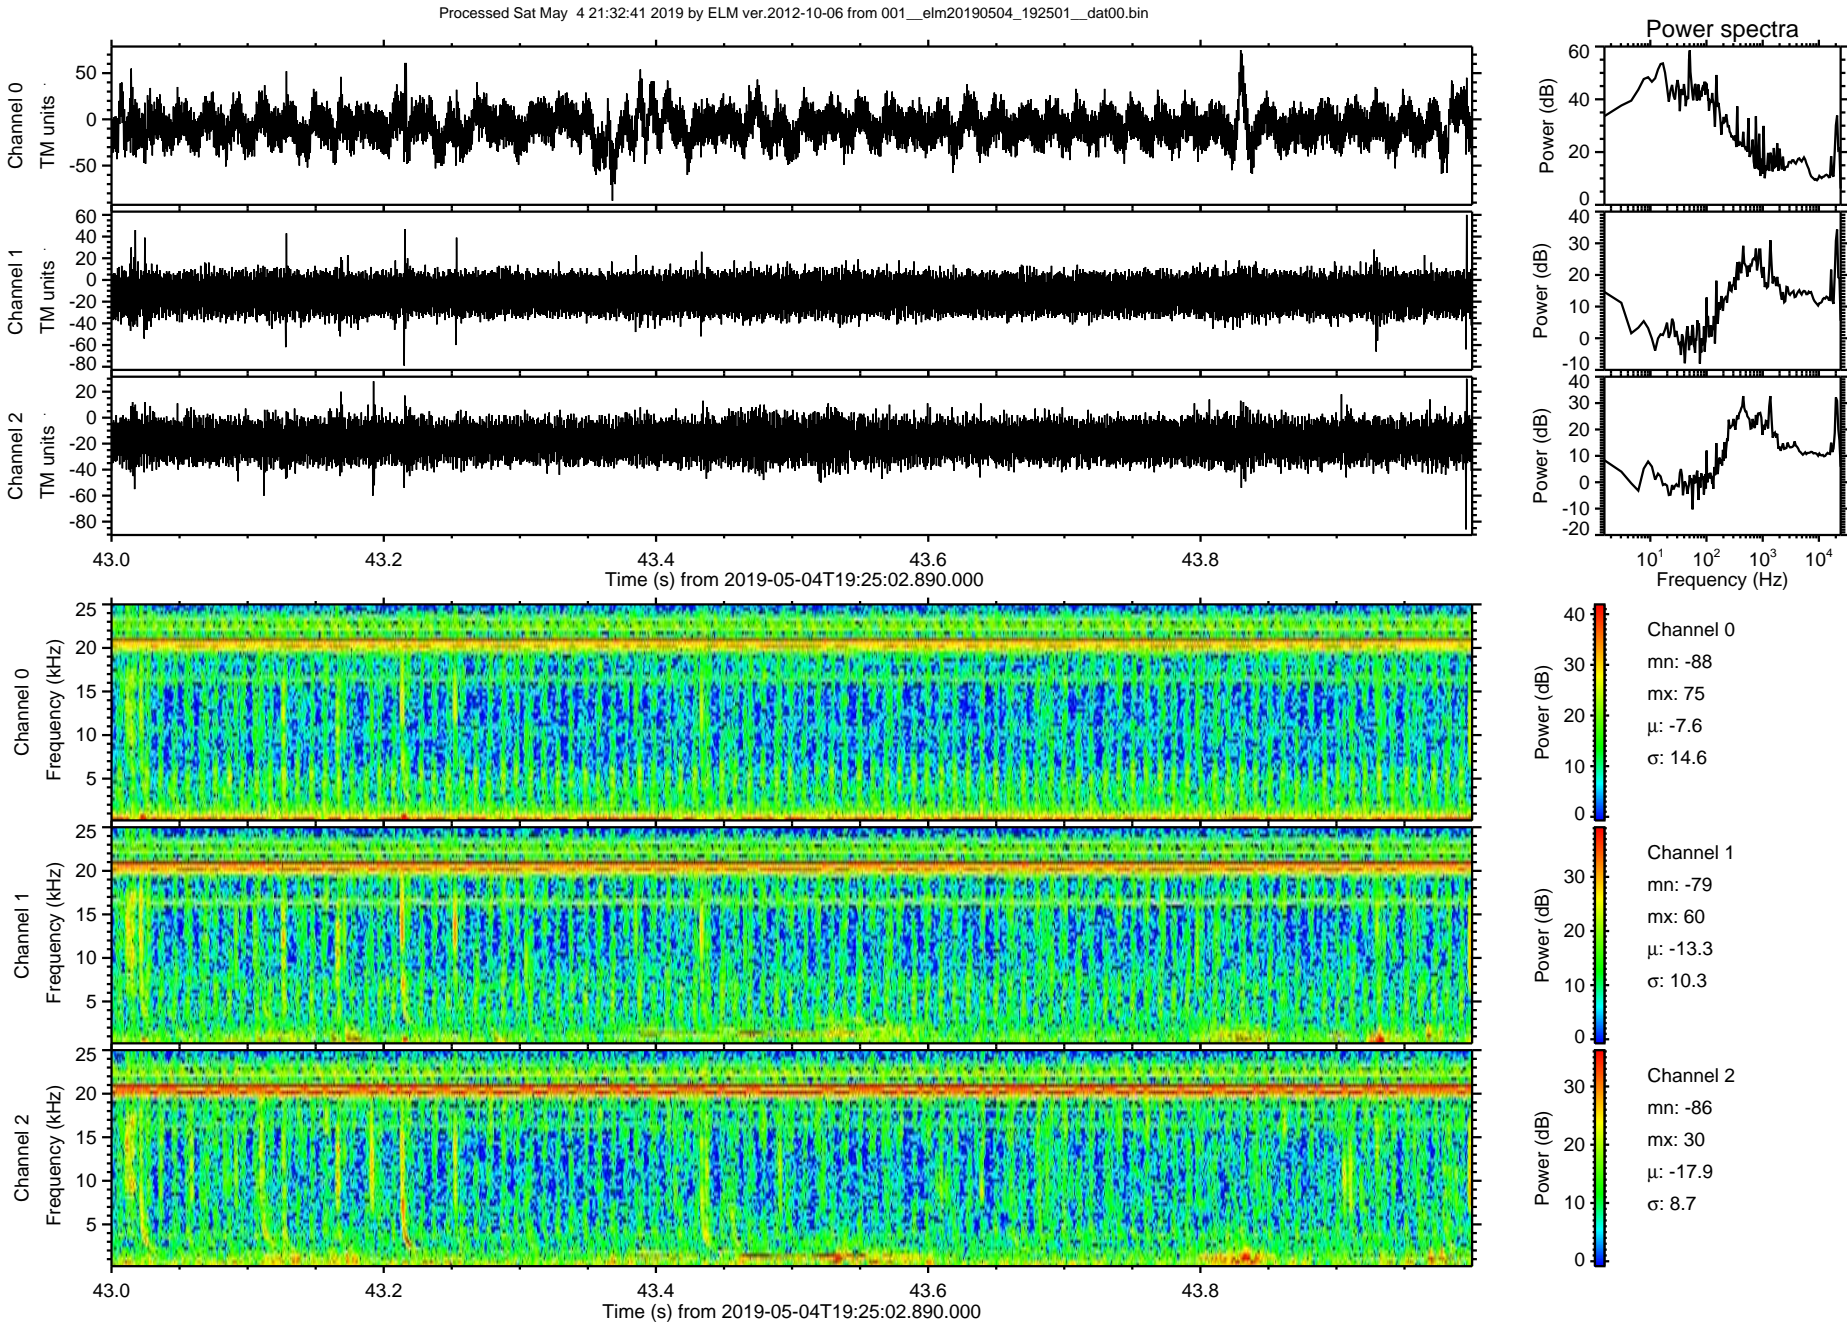 Processed Sat May  4 21:32:41 2019 by ELM ver.2012-10-06 from 001__elm20190504_192501__dat00.bin
Power spectra
Channel 0
TM units
50
0
-50
Power (dB)
60
40
20
0
Channel 1
TM units
60
40
20
0
-20
-40
-60
-80
Power (dB)
40
30
20
10
0
-10
Channel 2
TM units
20
0
-20
-40
-60
-80
Power (dB)
40
30
20
10
0
-10
-20
43.0 43.2 43.4 43.6 43.8
Time (s) from 2019-05-04T19:25:02.890.000
10¹ 10² 10³ 10⁴
Frequency (Hz)
Channel 0
Frequency (kHz)
25
20
15
10
5
Power (dB)
40
30
20
10
0
Channel 0
mn: -88
mx: 75
μ: -7.6
σ: 14.6
Channel 1
Frequency (kHz)
25
20
15
10
5
Power (dB)
30
20
10
0
Channel 1
mn: -79
mx: 60
μ: -13.3
σ: 10.3
Channel 2
Frequency (kHz)
25
20
15
10
5
Power (dB)
30
20
10
0
Channel 2
mn: -86
mx: 30
μ: -17.9
σ: 8.7
43.0 43.2 43.4 43.6 43.8
Time (s) from 2019-05-04T19:25:02.890.000